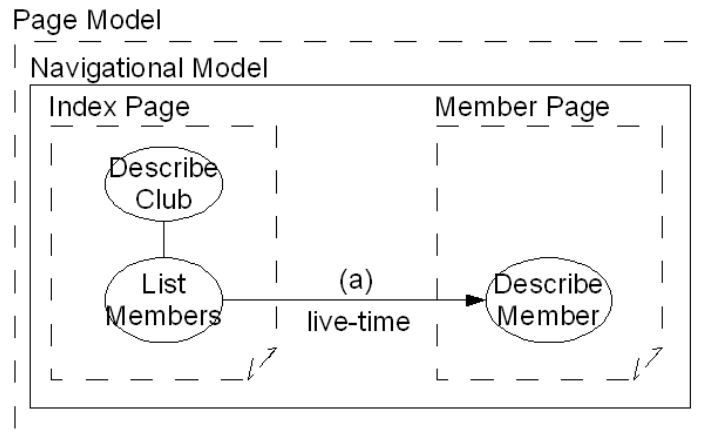 Page Model
Navigational Model
Index Page
Member Page
Describe
Club
List
Members
(a)
live-time
Describe
Member